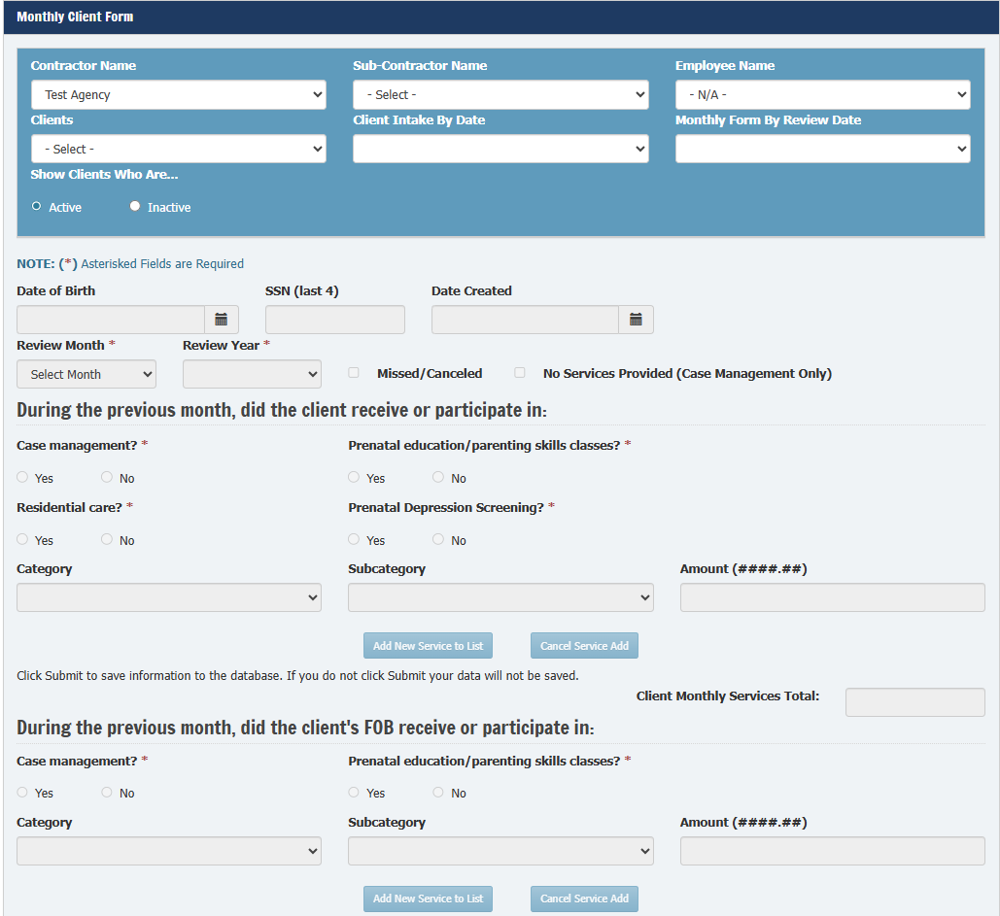 Monthly Client Form
Contractor Name Sub-Contractor Name Employee Name
Test Agency - Select - - N/A -
Clients Client Intake By Date Monthly Form By Review Date
- Select -
Show Clients Who Are...
Active Inactive
NOTE: (*) Asterisked Fields are Required
Date of Birth SSN (last 4) Date Created
Review Month * Review Year *
Select Month Missed/Canceled No Services Provided (Case Management Only)
During the previous month, did the client receive or participate in:
Case management? * Prenatal education/parenting skills classes? *
Yes No Yes No
Residential care? * Prenatal Depression Screening? *
Yes No Yes No
Category Subcategory Amount (####.##)
Add New Service to List Cancel Service Add
Click Submit to save information to the database. If you do not click Submit your data will not be saved.
Client Monthly Services Total:
During the previous month, did the client's FOB receive or participate in:
Case management? * Prenatal education/parenting skills classes? *
Yes No Yes No
Category Subcategory Amount (####.##)
Add New Service to List Cancel Service Add